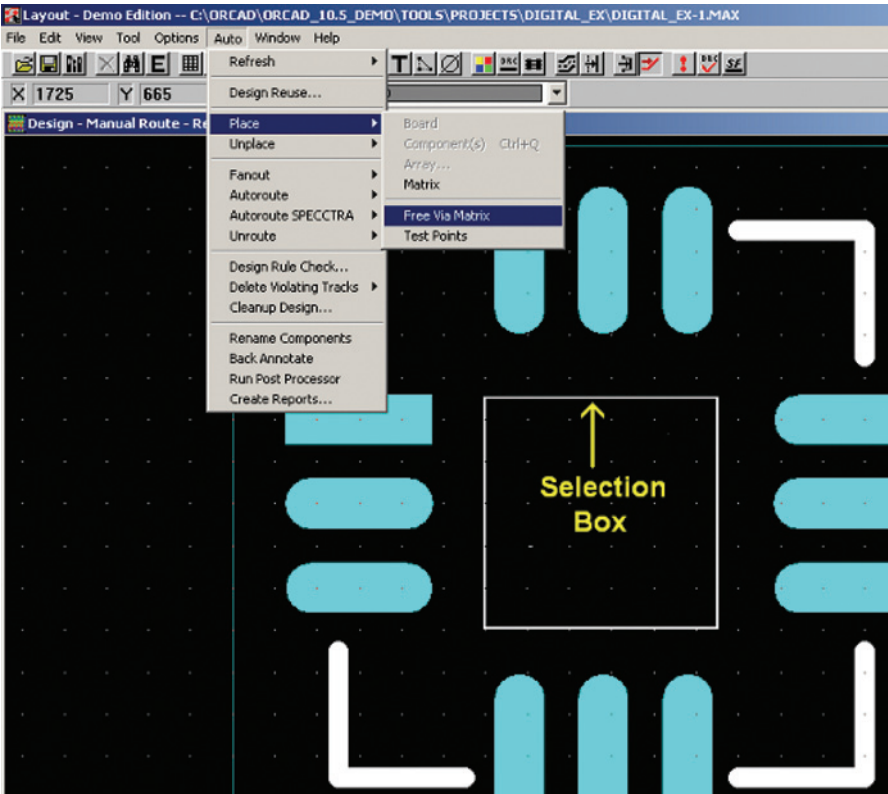 Layout - Demo Edition -- C:\ORCAD\ORCAD_10.5_DEMO\TOOLS\PROJECTS\DIGITAL_EX\DIGITAL_EX-1.MAX
File Edit View Tool Options Auto Window Help
E T DRC DRC SF
X 1725 Y 665
Design - Manual Route - Re
Refresh
Design Reuse...
Place
Unplace
Fanout
Autoroute
Autoroute SPECCTRA
Unroute
Design Rule Check...
Delete Violating Tracks
Cleanup Design...
Rename Components
Back Annotate
Run Post Processor
Create Reports...
Board
Component(s) Ctrl+Q
Array...
Matrix
Free Via Matrix
Test Points
Selection
Box